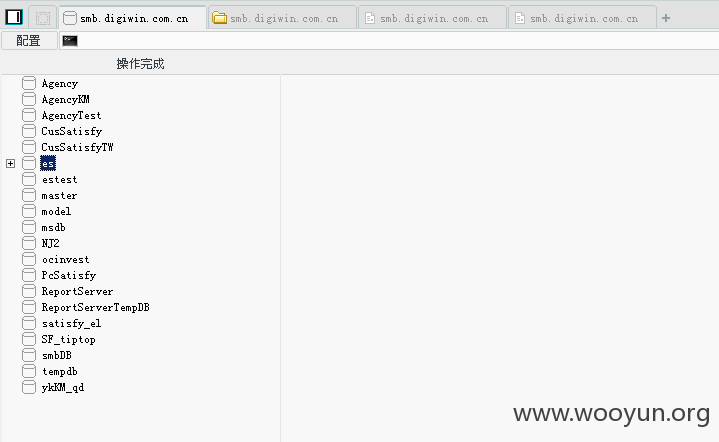 smb.digiwin.com.cn smb.digiwin.com.cn smb.digiwin.com.cn smb.digiwin.com.cn
配置
操作完成
Agency
AgencyKM
AgencyTest
CusSatisfy
CusSatisfyTW
es
estest
master
model
msdb
NJ2
ocinvest
PcSatisfy
ReportServer
ReportServerTempDB
satisfy_el
SF_tiptop
smbDB
tempdb
ykKM_qd
www.wooyun.org